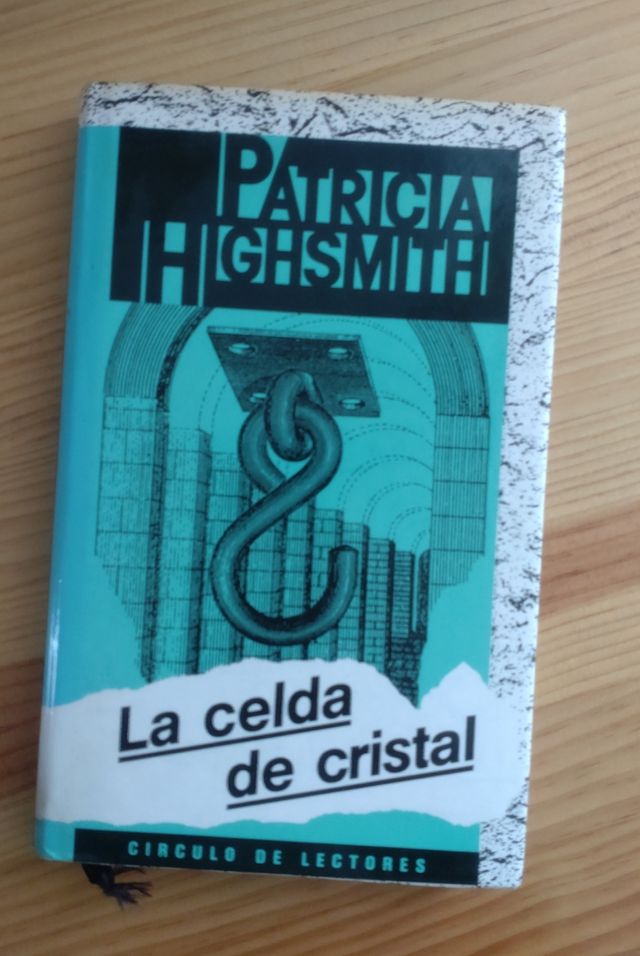 PATRICIA
HIGHSMITH
La celda
de cristal
CIRCULO DE LECTORES